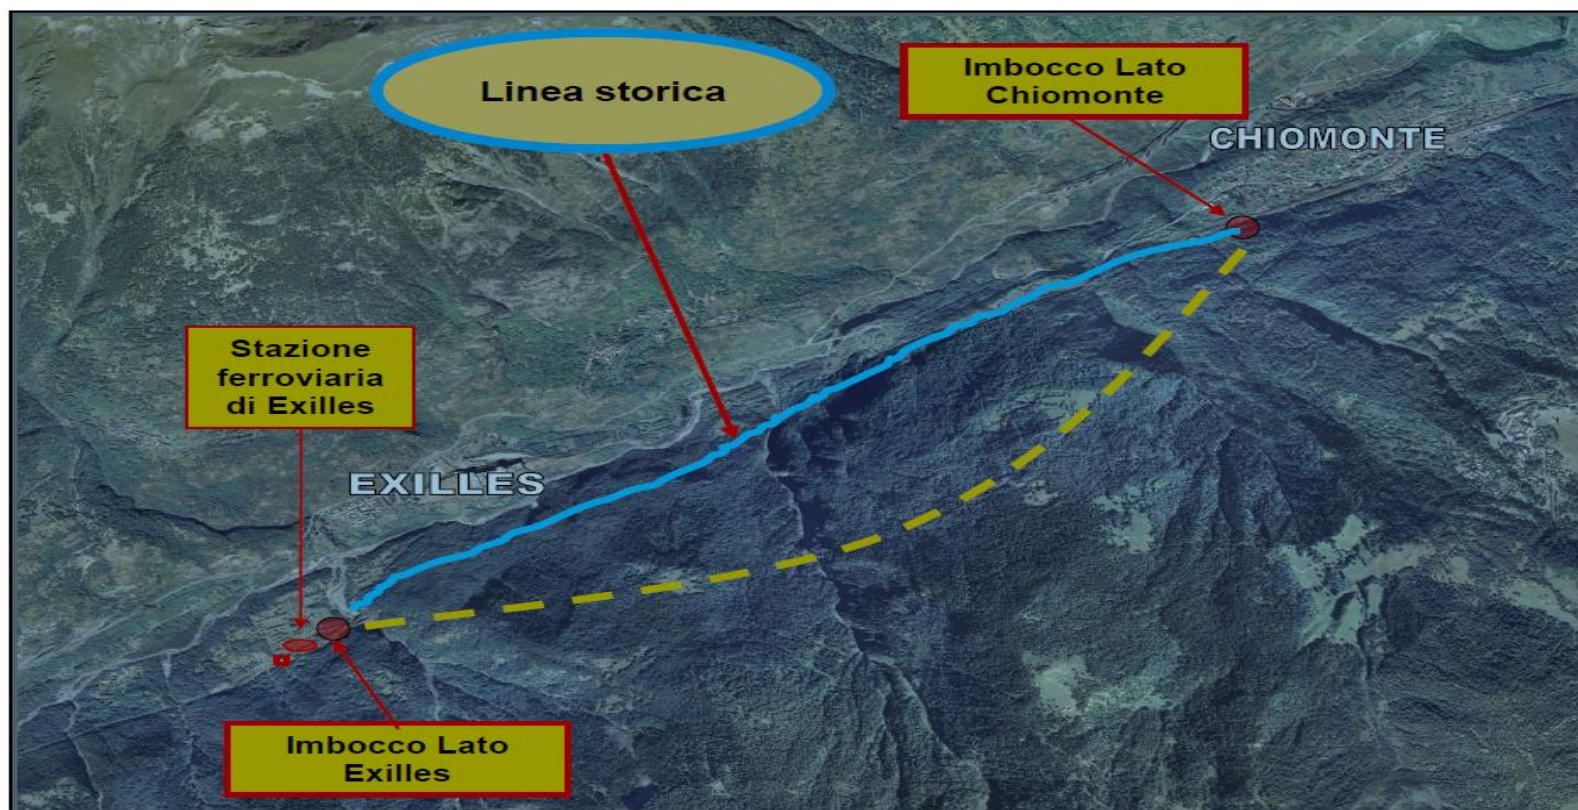 Linea storica
Imbocco Lato
Chiomonte
CHIOMONTE
Stazione
ferroviaria
di Exilles
EXILLES
Imbocco Lato
Exilles